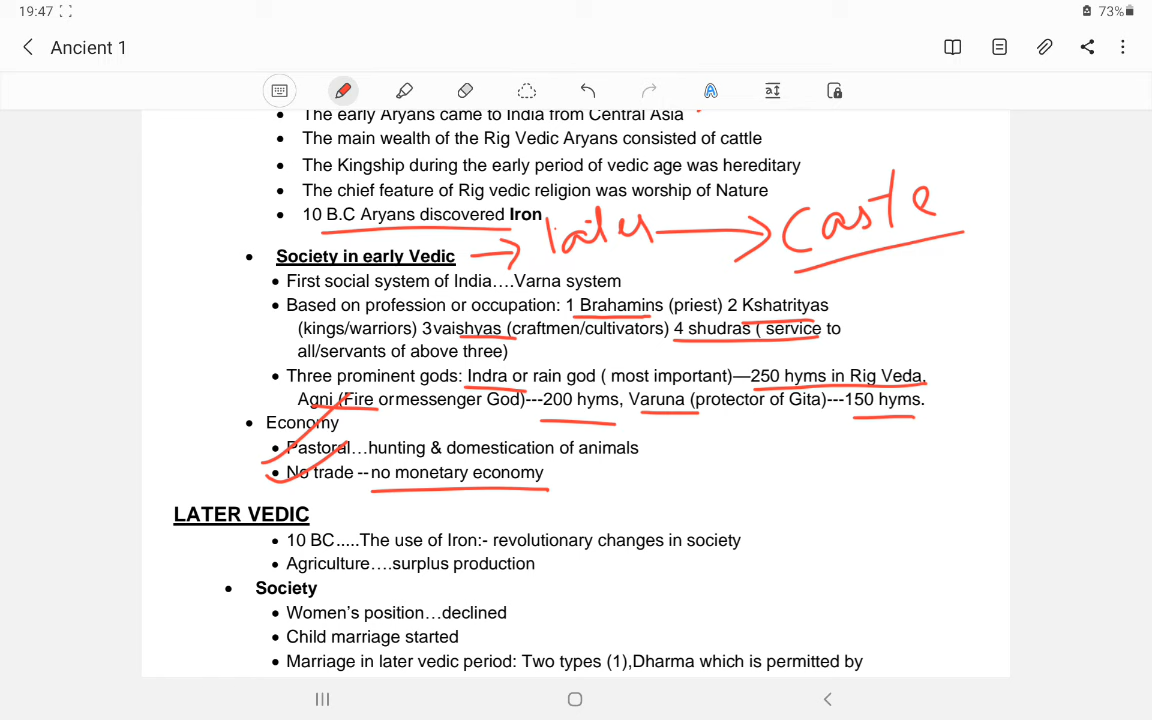 19:47
73%
Ancient 1
The early Aryans came to India from Central Asia
• The main wealth of the Rig Vedic Aryans consisted of cattle
• The Kingship during the early period of vedic age was hereditary
• The chief feature of Rig vedic religion was worship of Nature
• 10 B.C Aryans discovered Iron
later → Caste
• Society in early Vedic →
• First social system of India….Varna system
• Based on profession or occupation: 1 Brahamins (priest) 2 Kshatrityas
(kings/warriors) 3vaishyas (craftmen/cultivators) 4 shudras ( service to
all/servants of above three)
• Three prominent gods: Indra or rain god ( most important)—250 hyms in Rig Veda,
Agni (Fire ormessenger God)---200 hyms, Varuna (protector of Gita)---150 hyms.
• Economy
• Pastoral…hunting & domestication of animals
• No trade -- no monetary economy
LATER VEDIC
• 10 BC.....The use of Iron:- revolutionary changes in society
• Agriculture….surplus production
• Society
• Women’s position…declined
• Child marriage started
• Marriage in later vedic period: Two types (1),Dharma which is permitted by